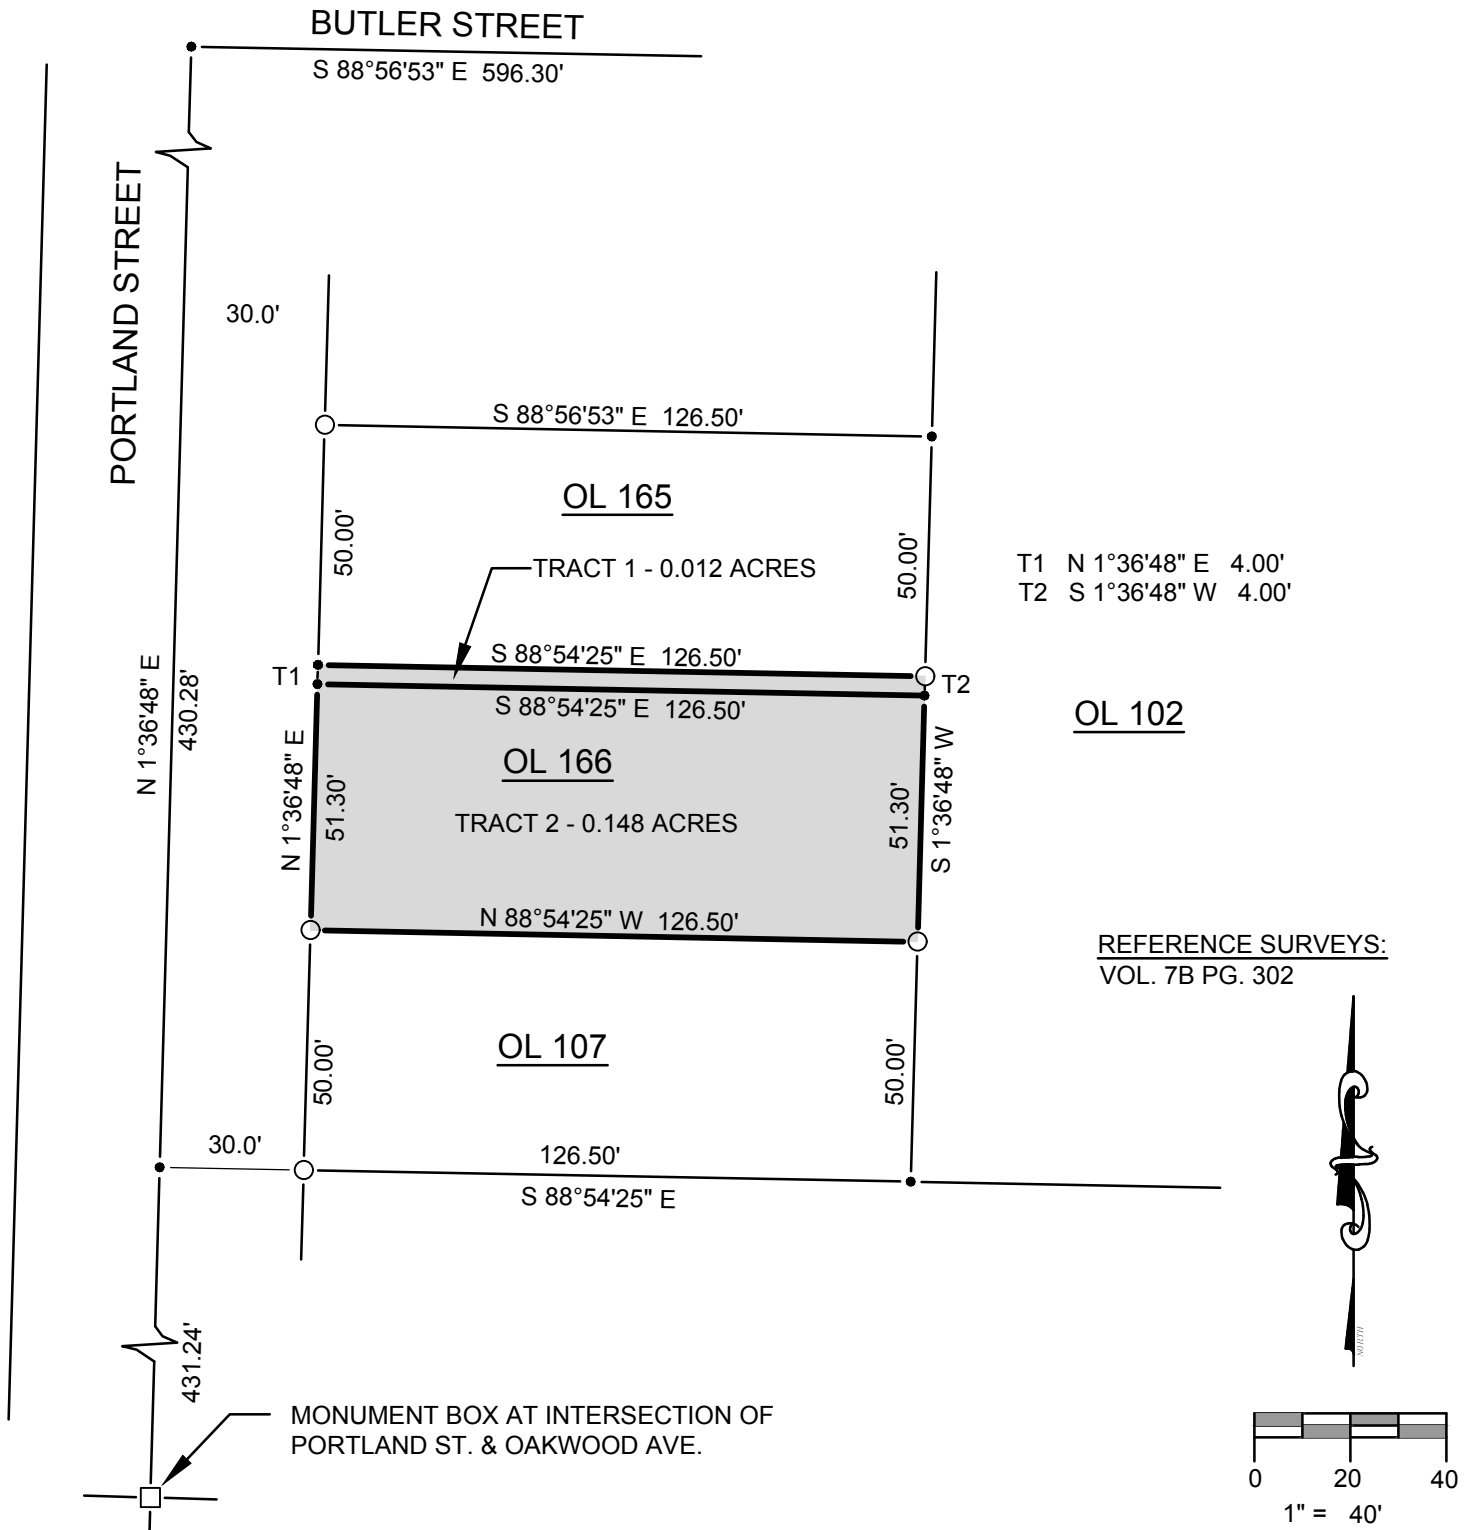 BUTLER STREET
S 88°56'53" E 596.30'
PORTLAND STREET
30.0'
S 88°56'53" E 126.50'
OL 165
50.00'
50.00'
TRACT 1 - 0.012 ACRES
T1 N 1°36'48" E 4.00'
T2 S 1°36'48" W 4.00'
S 88°54'25" E 126.50'
T1
T2
S 88°54'25" E 126.50'
N 1°36'48" E
430.28'
OL 102
OL 166
N 1°36'48" E
51.30'
TRACT 2 - 0.148 ACRES
51.30'
S 1°36'48" W
N 88°54'25" W 126.50'
REFERENCE SURVEYS:
VOL. 7B PG. 302
OL 107
50.00'
50.00'
30.0'
126.50'
S 88°54'25" E
NORTH
431.24'
MONUMENT BOX AT INTERSECTION OF
PORTLAND ST. & OAKWOOD AVE.
0 20 40
1" = 40'